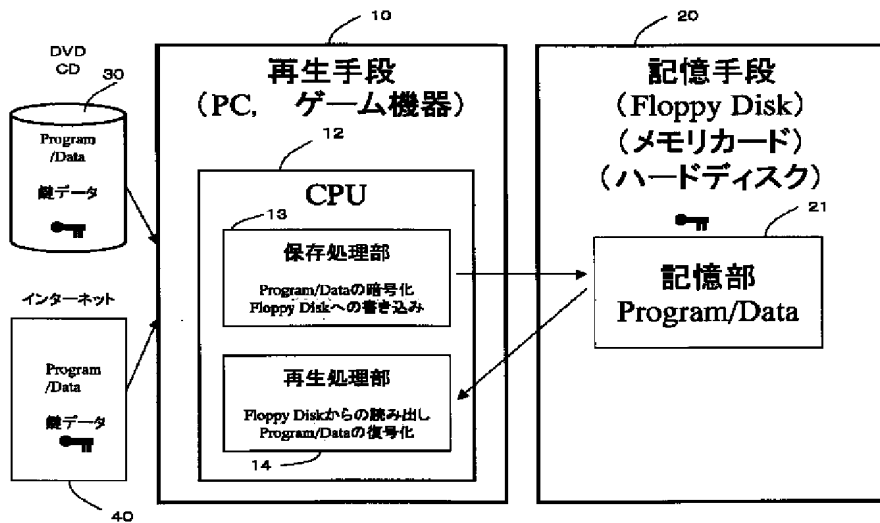 DVD
CD
30
Program
/Data
鍵データ
インターネット
Program
/Data
鍵データ
40
10
再生手段
(PC, ゲーム機器)
12
CPU
13
保存処理部
Program/Dataの暗号化
Floppy Diskへの書き込み
再生処理部
Floppy Diskからの読み出し
Program/Dataの復号化
14
20
記憶手段
(Floppy Disk)
(メモリカード)
(ハードディスク)
21
記憶部
Program/Data